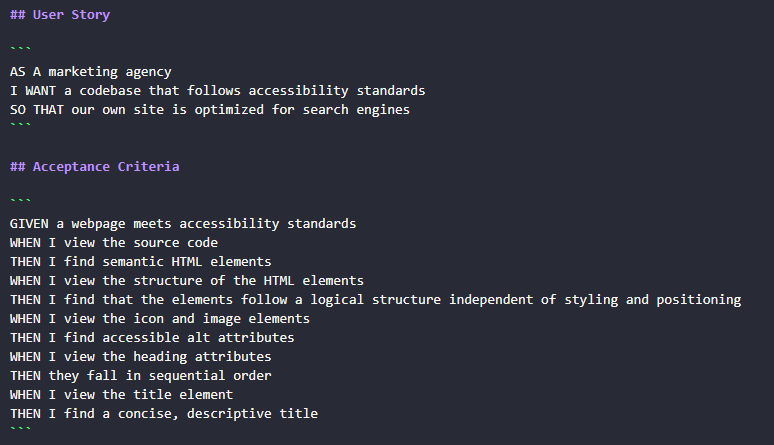 ## User Story
```
AS A marketing agency
I WANT a codebase that follows accessibility standards
SO THAT our own site is optimized for search engines
```
## Acceptance Criteria
```
GIVEN a webpage meets accessibility standards
WHEN I view the source code
THEN I find semantic HTML elements
WHEN I view the structure of the HTML elements
THEN I find that the elements follow a logical structure independent of styling and positioning
WHEN I view the icon and image elements
THEN I find accessible alt attributes
WHEN I view the heading attributes
THEN they fall in sequential order
WHEN I view the title element
THEN I find a concise, descriptive title
```